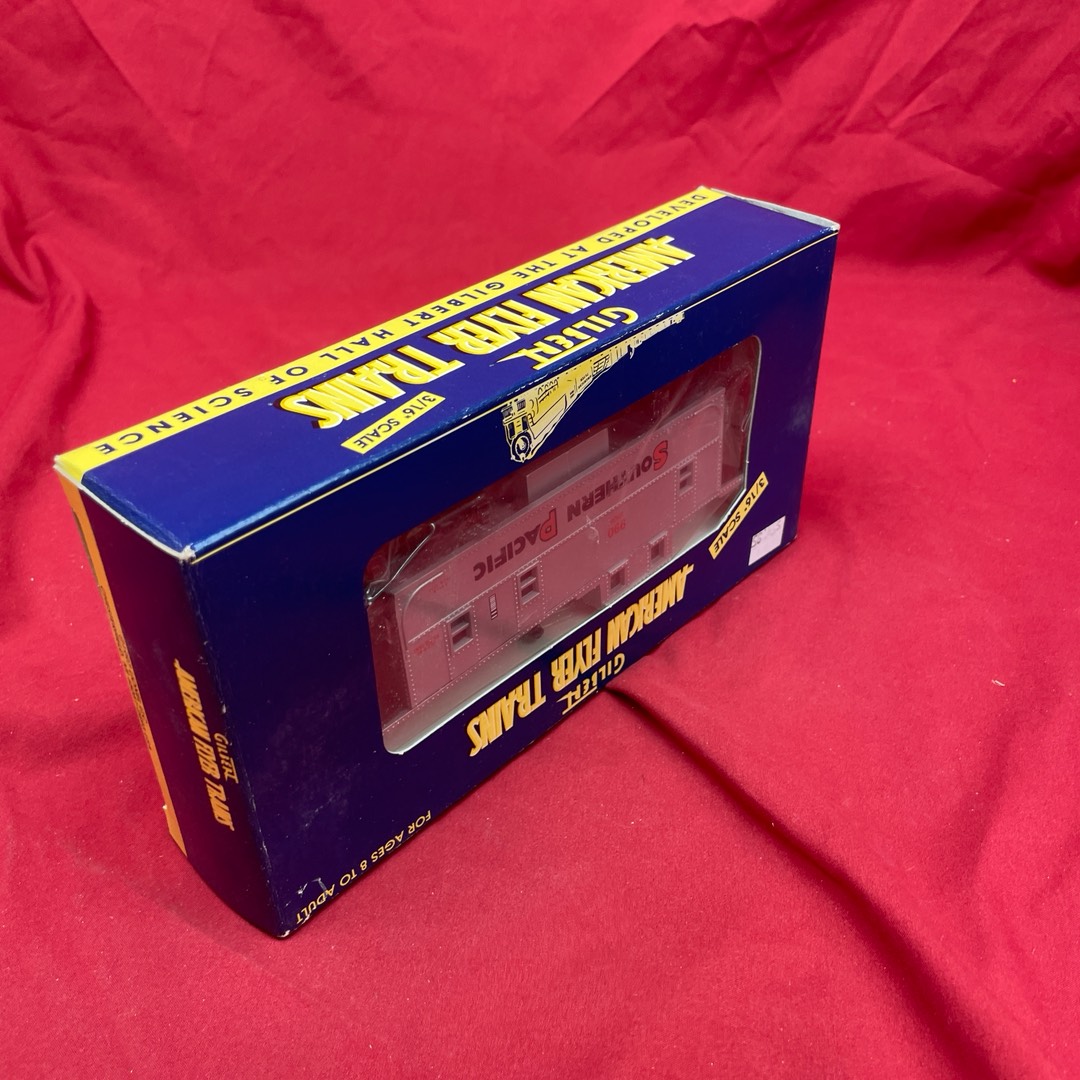 DEVELOPED AT THE GILBERT HALL OF SCIENCE
GILBERT
AMERICAN FLYER TRAINS
3/16" SCALE
SOUTHERN PACIFIC
990
3/16" SCALE
GILBERT
AMERICAN FLYER TRAINS
FOR AGES 8 TO ADULT
GILBERT
AMERICAN FLYER TRAINS